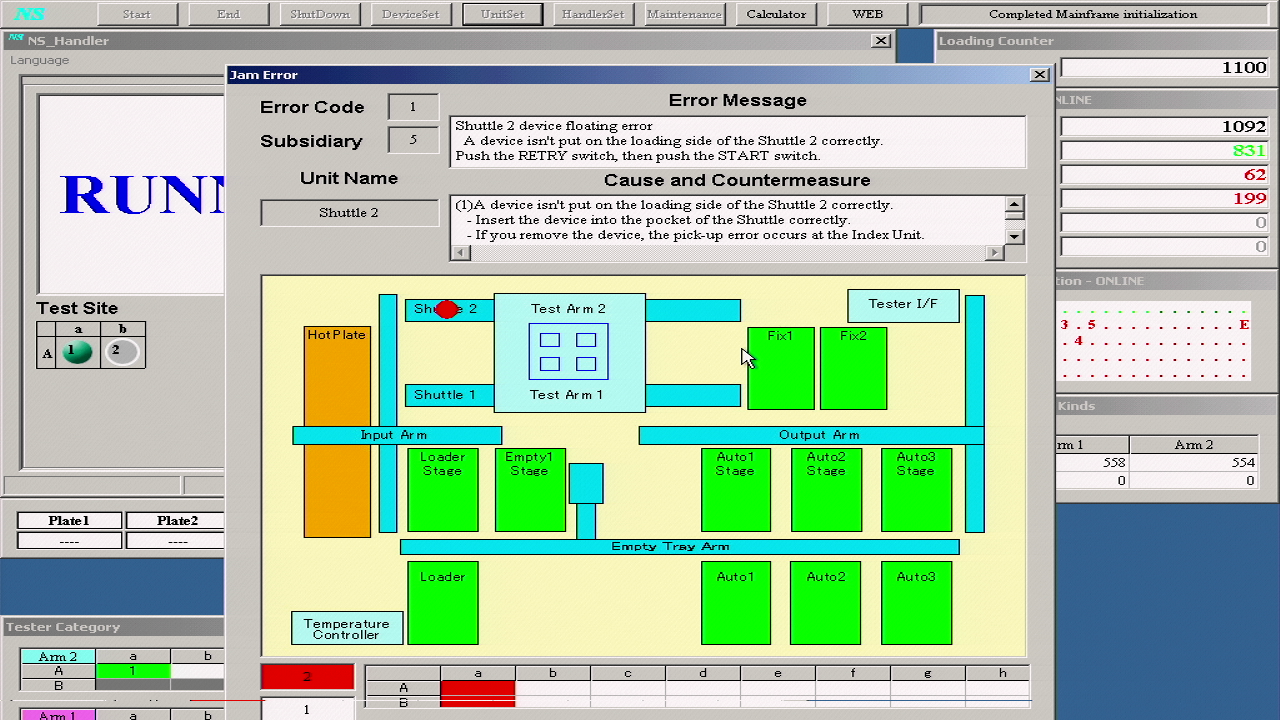 NS Start End ShutDown DeviceSet UnitSet HandlerSet Maintenance Calculator WEB Completed Mainframe initialization
NS NS_Handler
Loading Counter
Language
1100
Jam Error
NLINE
Error Code 1
Error Message
Subsidiary 5
Shuttle 2 device floating error
A device isn't put on the loading side of the Shuttle 2 correctly.
Push the RETRY switch, then push the START switch.
1092
831
62
199
0
0
RUNN
Unit Name
Shuttle 2
Cause and Countermeasure
(1)A device isn't put on the loading side of the Shuttle 2 correctly.
- Insert the device into the pocket of the Shuttle correctly.
- If you remove the device, the pick-up error occurs at the Index Unit.
tion - ONLINE
3 . 5 E
. 4
Test Site
a b
A 1 2
Test Arm 2
Tester I/F
HotPlate
Fix1 Fix2
Shuttle 1
Test Arm 1
Input Arm
Output Arm
Kinds
rm 1 Arm 2
558 554
0 0
Loader
Stage
Empty1
Stage
Auto1
Stage
Auto2
Stage
Auto3
Stage
Plate1 Plate2
---- ----
Empty Tray Arm
Loader Auto1 Auto2 Auto3
Temperature
Controller
Tester Category
Arm 2 a b
A 1
B
Arm 1 a b
2
1
a b c d e f g h
A
B